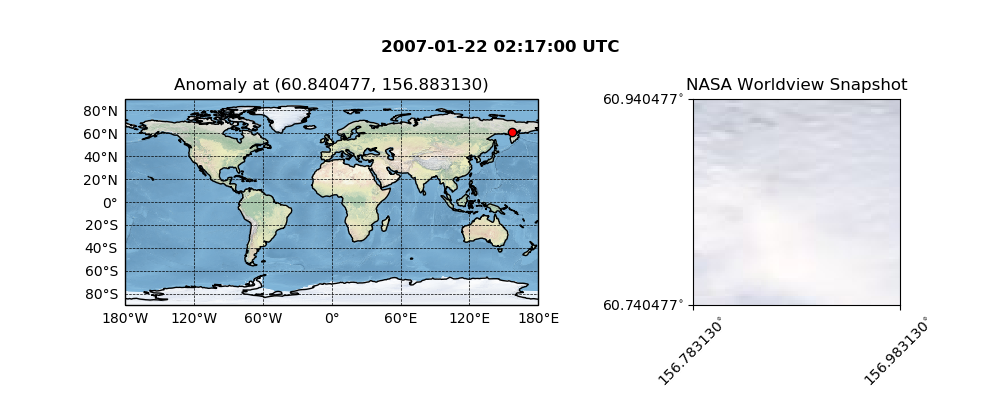 2007-01-22 02:17:00 UTC
Anomaly at (60.840477, 156.883130)
80°N
60°N
40°N
20°N
0°
20°S
40°S
60°S
80°S
180°W 120°W 60°W 0° 60°E 120°E 180°E
NASA Worldview Snapshot
60.940477°
60.740477°
156.783130°
156.983130°